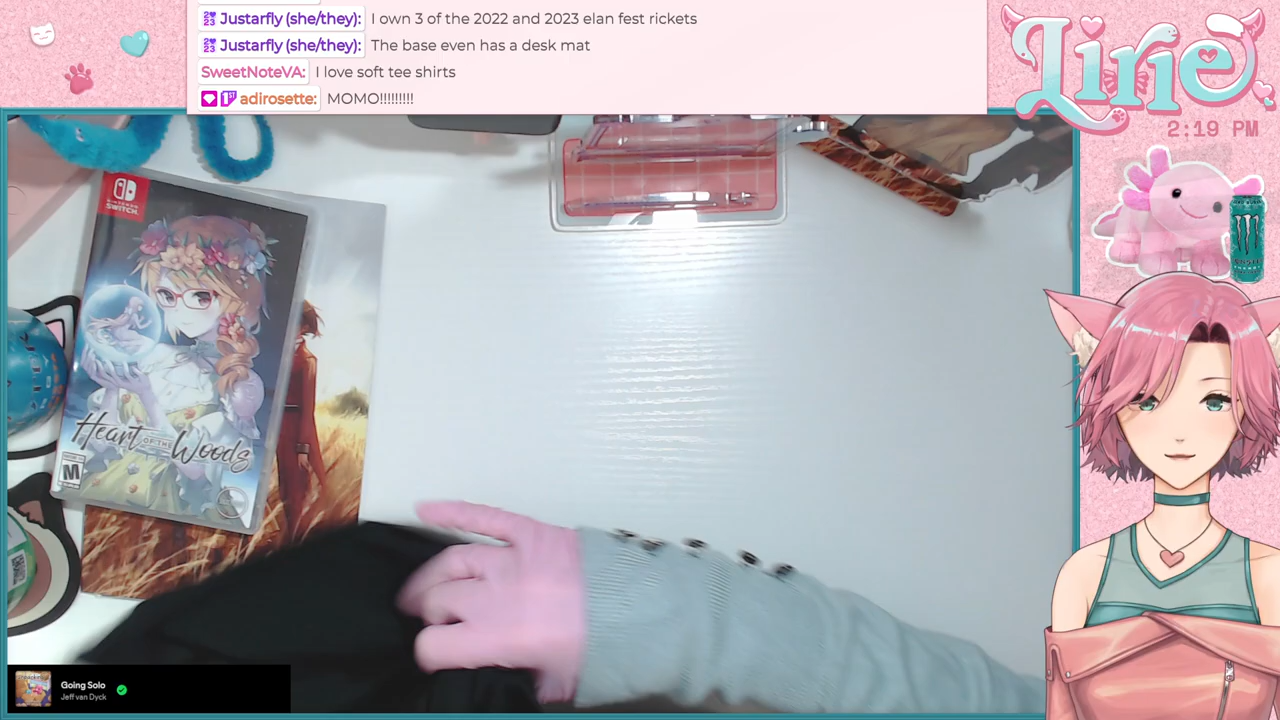 Justarfly (she/they): I own 3 of the 2022 and 2023 elan fest rickets
Justarfly (she/they): The base even has a desk mat
SweetNoteVA: I love soft tee shirts
adirosette: MOMO!!!!!!!!!
Lirie
2:19 PM
NINTENDO
SWITCH
Heart OF THE Woods
M
Going Solo
Jeff van Dyck